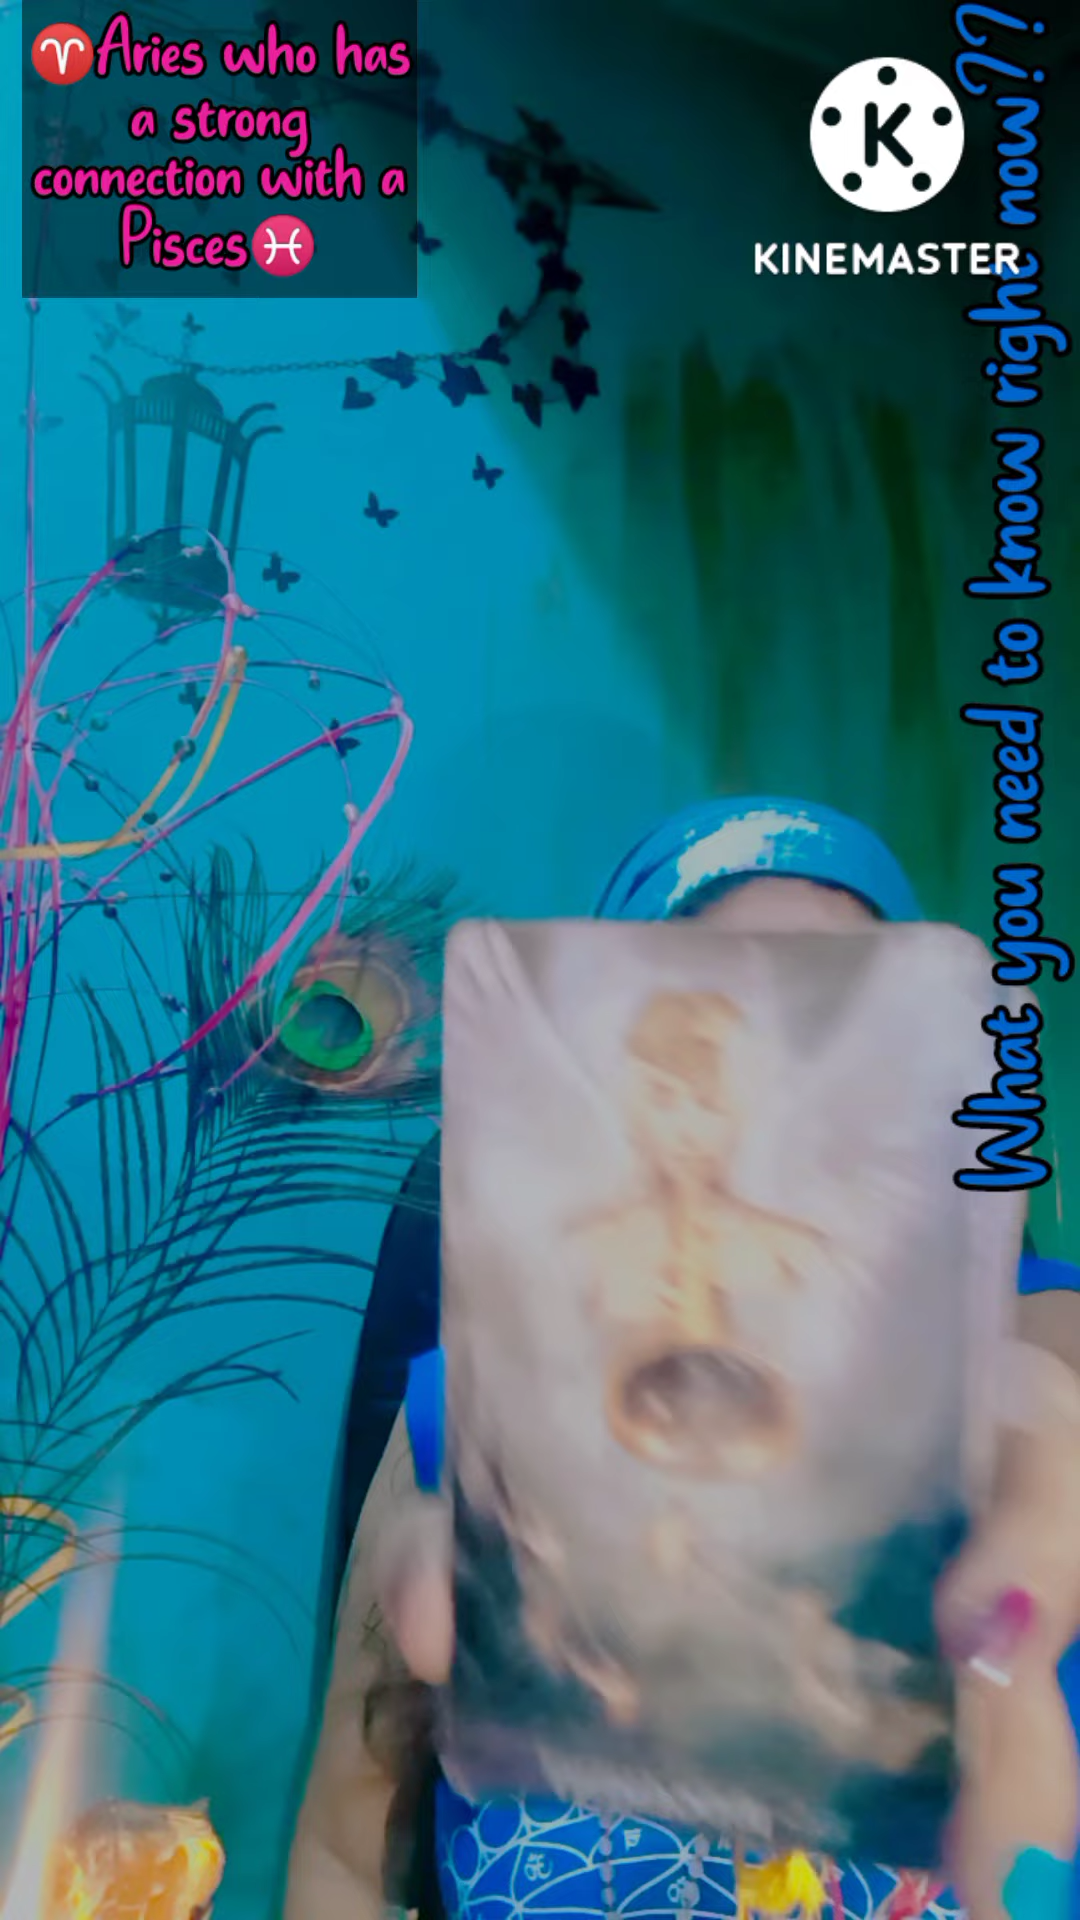 ♈Aries who has
a strong
connection with a
Pisces♓
K
KINEMASTER
What you need to know right now??